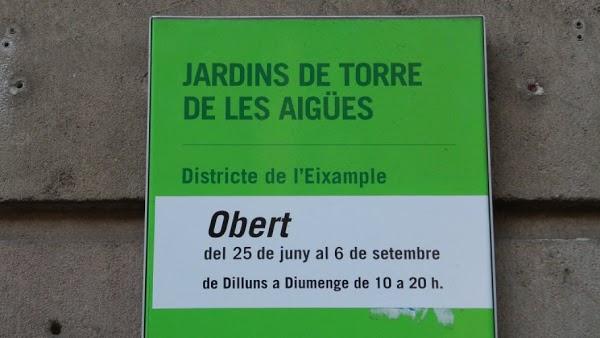 JARDINS DE TORRE
DE LES AIGÜES
Districte de l'Eixample
Obert
del 25 de juny al 6 de setembre
de Dilluns a Diumenge de 10 a 20 h.